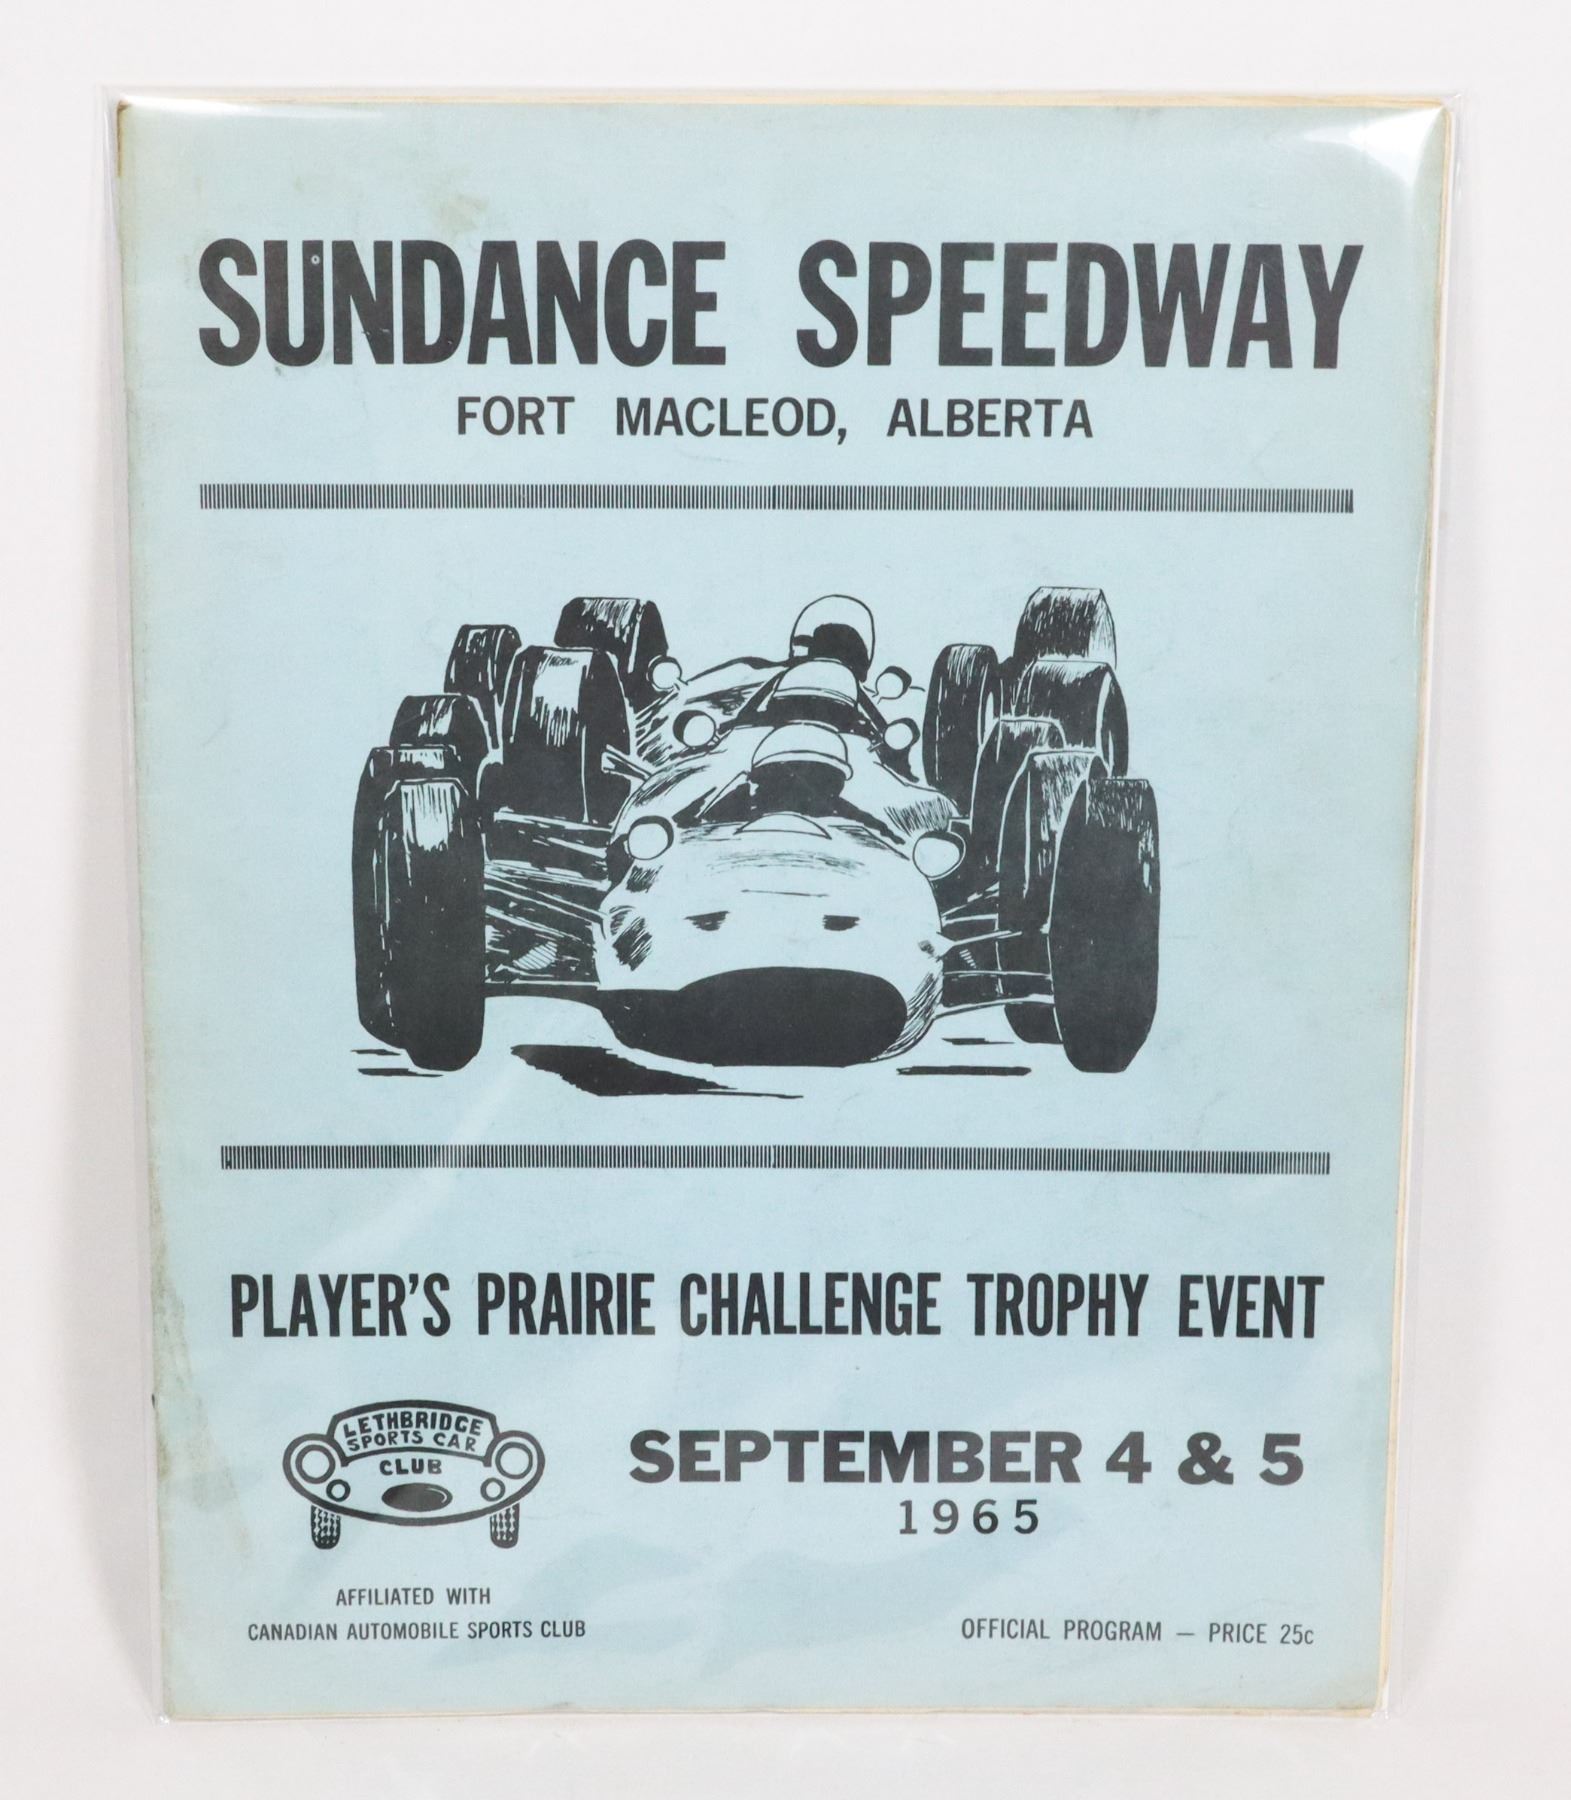 SUNDANCE SPEEDWAY
FORT MACLEOD, ALBERTA
PLAYER'S PRAIRIE CHALLENGE TROPHY EVENT
LETHBRIDGE
SPORTS CAR
CLUB
SEPTEMBER 4 & 5
1965
AFFILIATED WITH
CANADIAN AUTOMOBILE SPORTS CLUB
OFFICIAL PROGRAM — PRICE 25c